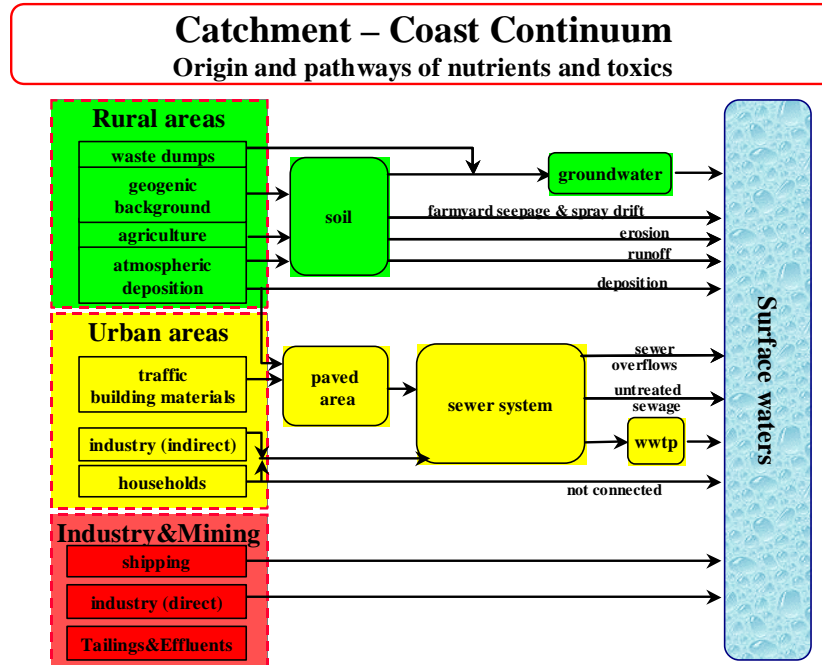 Catchment – Coast Continuum
Origin and pathways of nutrients and toxics
Rural areas
waste dumps
geogenic
background
agriculture
atmospheric
deposition
soil
groundwater
farmyard seepage & spray drift
erosion
runoff
deposition
Urban areas
traffic
building materials
industry (indirect)
households
paved
area
sewer system
sewer
overflows
untreated
sewage
wwtp
not connected
Industry&Mining
shipping
industry (direct)
Tailings&Effluents
Surface waters